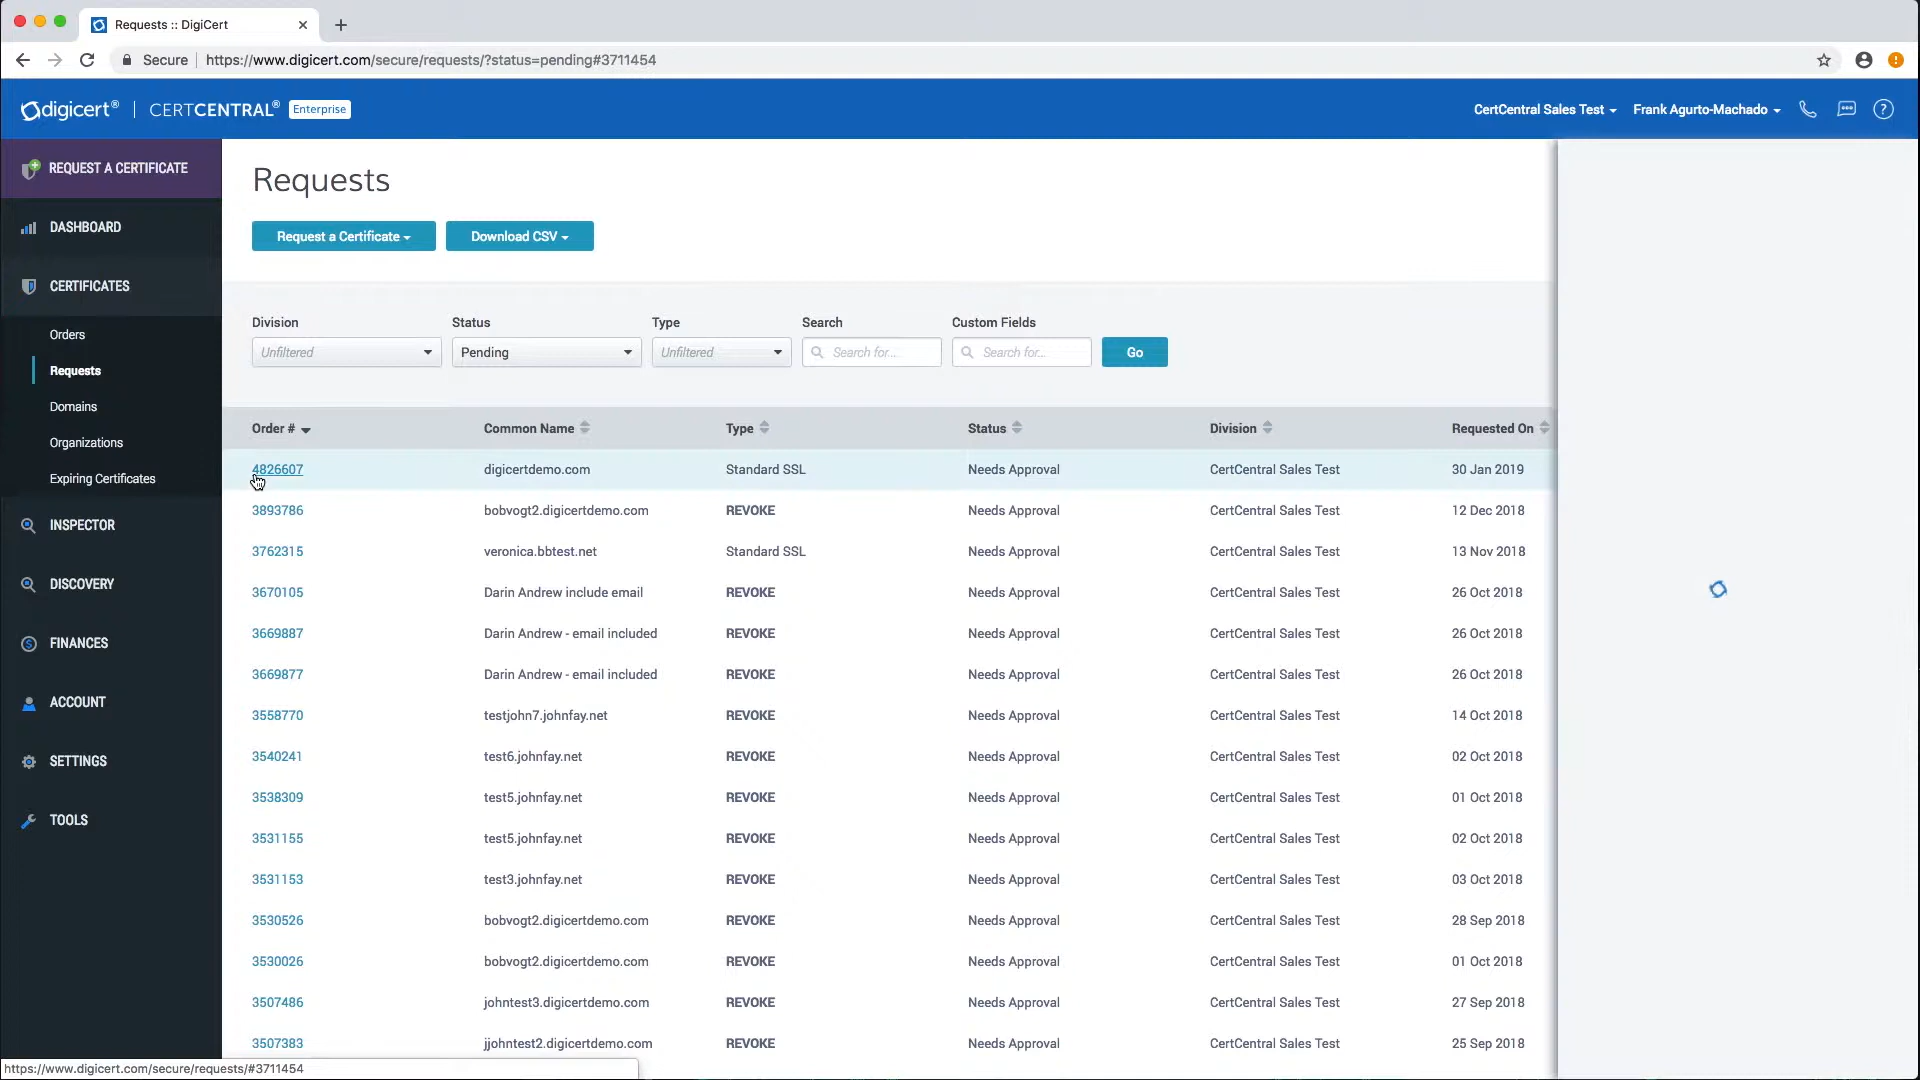 Requests :: DigiCert
Secure https://www.digicert.com/secure/requests/?status=pending#3711454
digicert® | CERTCENTRAL® Enterprise
CertCentral Sales Test Frank Agurto-Machado
REQUEST A CERTIFICATE
DASHBOARD
CERTIFICATES
Orders
Requests
Domains
Organizations
Expiring Certificates
INSPECTOR
DISCOVERY
FINANCES
ACCOUNT
SETTINGS
TOOLS
Requests
Request a Certificate Download CSV
Division Status Type Search Custom Fields
Unfiltered Pending Unfiltered Search for... Search for... Go
Order # Common Name Type Status Division Requested On
4826607 digicertdemo.com Standard SSL Needs Approval CertCentral Sales Test 30 Jan 2019
3893786 bobvogt2.digicertdemo.com REVOKE Needs Approval CertCentral Sales Test 12 Dec 2018
3762315 veronica.bbtest.net Standard SSL Needs Approval CertCentral Sales Test 13 Nov 2018
3670105 Darin Andrew include email REVOKE Needs Approval CertCentral Sales Test 26 Oct 2018
3669887 Darin Andrew - email included REVOKE Needs Approval CertCentral Sales Test 26 Oct 2018
3669877 Darin Andrew - email included REVOKE Needs Approval CertCentral Sales Test 26 Oct 2018
3558770 testjohn7.johnfay.net REVOKE Needs Approval CertCentral Sales Test 14 Oct 2018
3540241 test6.johnfay.net REVOKE Needs Approval CertCentral Sales Test 02 Oct 2018
3538309 test5.johnfay.net REVOKE Needs Approval CertCentral Sales Test 01 Oct 2018
3531155 test5.johnfay.net REVOKE Needs Approval CertCentral Sales Test 02 Oct 2018
3531153 test3.johnfay.net REVOKE Needs Approval CertCentral Sales Test 03 Oct 2018
3530526 bobvogt2.digicertdemo.com REVOKE Needs Approval CertCentral Sales Test 28 Sep 2018
3530026 bobvogt2.digicertdemo.com REVOKE Needs Approval CertCentral Sales Test 01 Oct 2018
3507486 johntest3.digicertdemo.com REVOKE Needs Approval CertCentral Sales Test 27 Sep 2018
3507383 jjohntest2.digicertdemo.com REVOKE Needs Approval CertCentral Sales Test 25 Sep 2018
https://www.digicert.com/secure/requests/#3711454